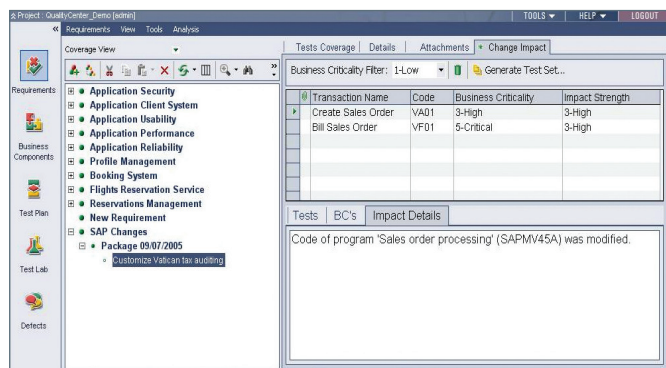 Project : QualityCenter_Demo [admin]
TOOLS HELP LOGOUT
« Requirements View Tools Analysis
Coverage View
Tests Coverage Details Attachments Change Impact
Business Criticality Filter: 1-Low Generate Test Set...
Requirements
Business Components
Test Plan
Test Lab
Defects
Application Security
Application Client System
Application Usability
Application Performance
Application Reliability
Profile Management
Booking System
Flights Reservation Service
Reservations Management
New Requirement
SAP Changes
Package 09/07/2005
Customize Vatican tax auditing
Transaction Name Code Business Criticality Impact Strength
Create Sales Order VA01 3-High 3-High
Bill Sales Order VF01 5-Critical 3-High
Tests BC's Impact Details
Code of program 'Sales order processing' (SAPMV45A) was modified.